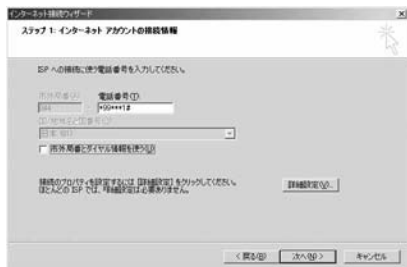 インターネット接続ウィザード
ステップ 1: インターネット アカウントの接続情報
ISP への接続に使う電話番号を入力してください。
市外局番(A) 電話番号(T)
*99***1#
市外局番とダイヤル情報を使う(U)
接続のプロパティを設定するには [詳細設定] をクリックしてください。
ほとんどの ISP では、詳細設定は必要ありません。
詳細設定(V)...
< 戻る(B) 次へ(N) > キャンセル